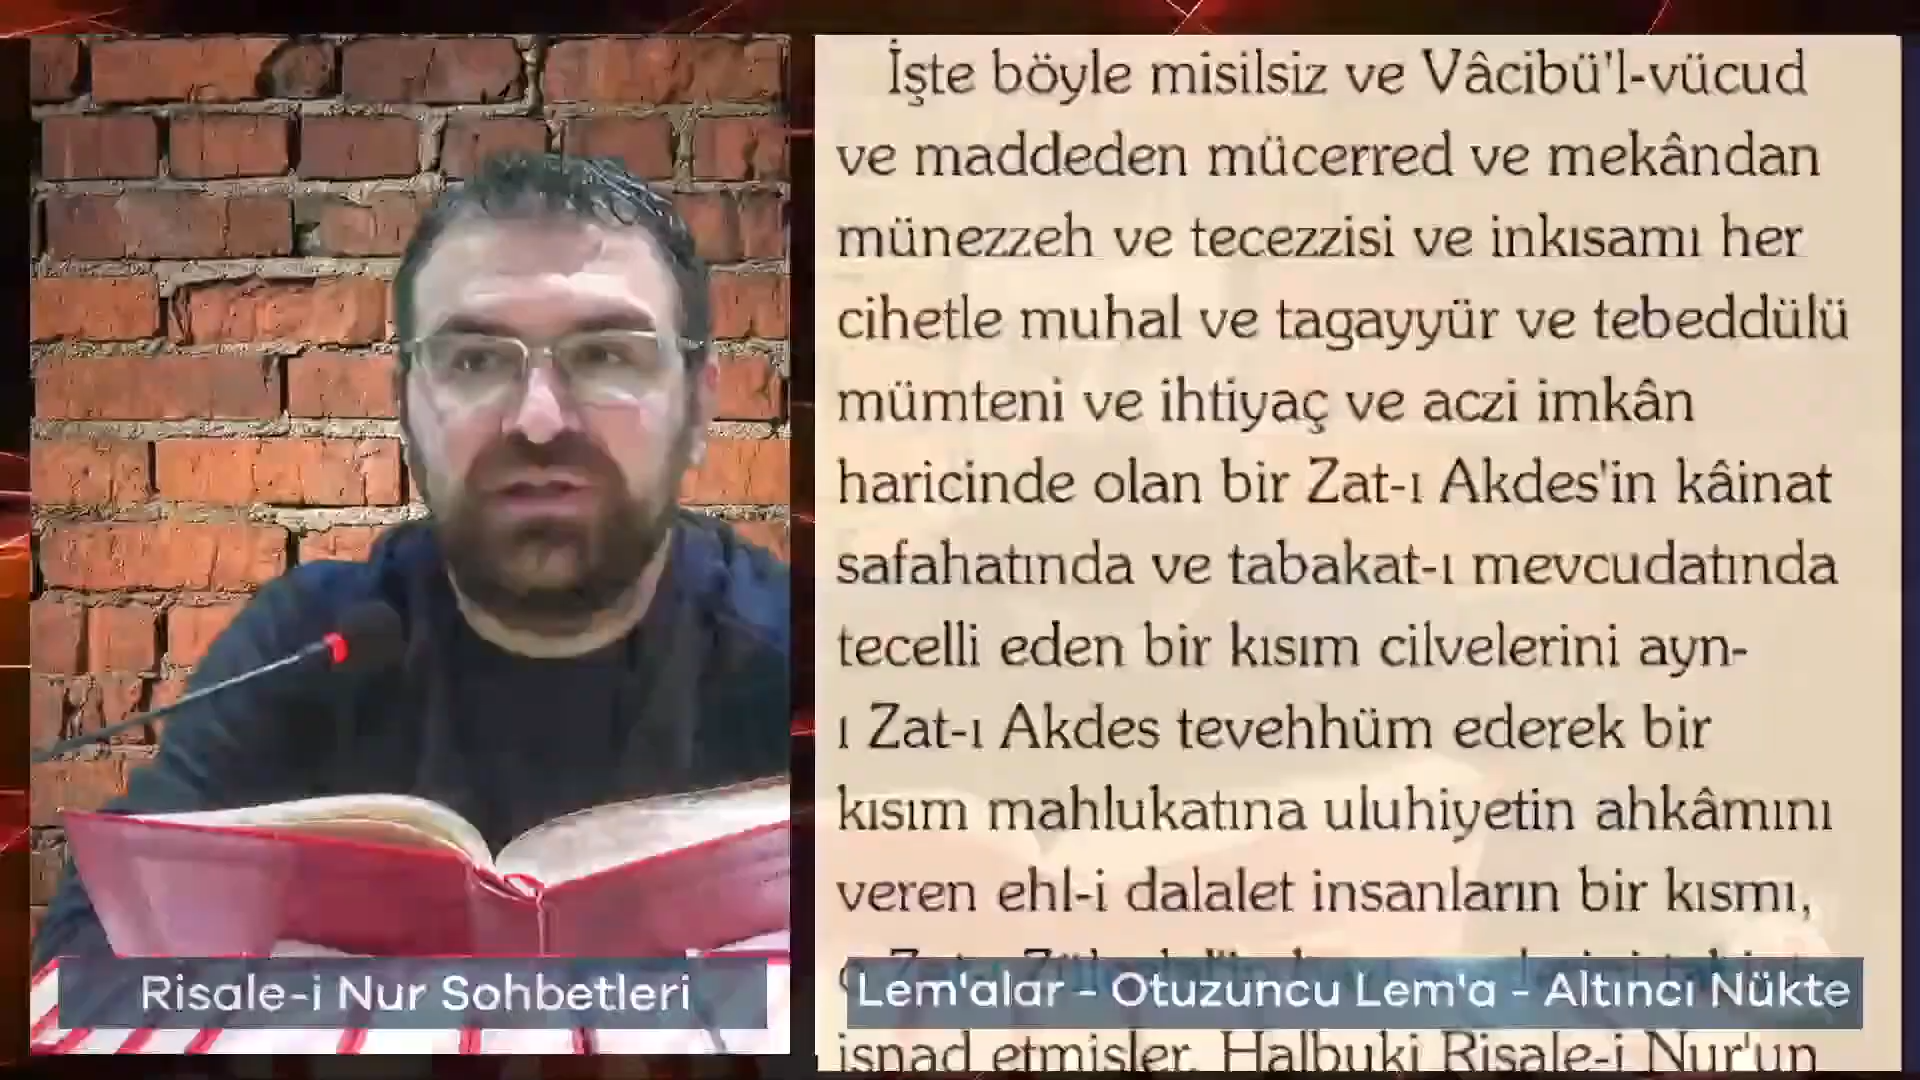 İşte böyle misilsiz ve Vâcibü'l-vücud
ve maddeden mücerred ve mekândan
münezzeh ve tecezzisi ve inkısamı her
cihetle muhal ve tagayyür ve tebeddülü
mümteni ve ihtiyaç ve aczi imkân
haricinde olan bir Zat-ı Akdes'in kâinat
safahatında ve tabakat-ı mevcudatında
tecelli eden bir kısım cilvelerini ayn-
ı Zat-ı Akdes tevehhüm ederek bir
kısım mahlukatına uluhiyetin ahkâmını
veren ehl-i dalalet insanların bir kısmı,
isnad etmişler. Halbuki Risale-i Nur'un
Risale-i Nur Sohbetleri
Lem'alar - Otuzuncu Lem'a - Altıncı Nükte